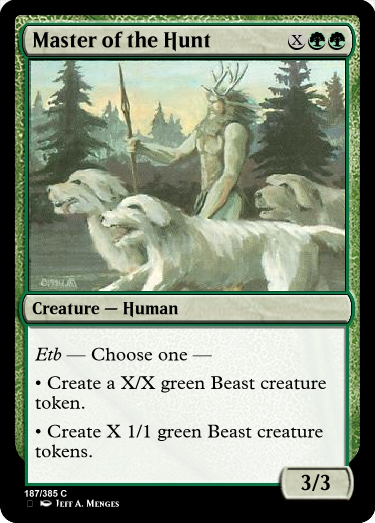 Master of the Hunt X
Creature — Human
Etb — Choose one —
• Create a X/X green Beast creature
token.
• Create X 1/1 green Beast creature
tokens.
3/3
187/385 C
Jeff A. Menges